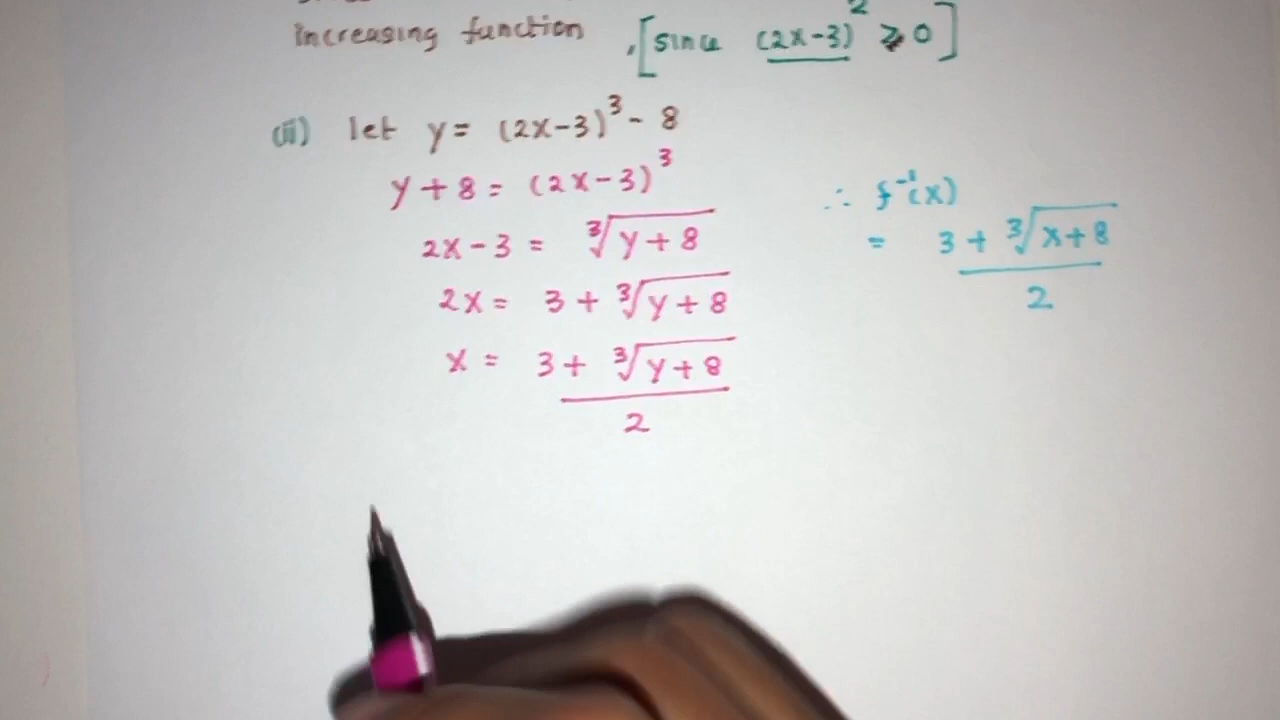 increasing function , [since (2x-3)² ≥ 0]
(ii) let y = (2x-3)³ - 8
y + 8 = (2x-3)³
2x - 3 = ∛(y + 8)
2x = 3 + ∛(y + 8)
x = (3 + ∛(y + 8))/2
∴ f⁻¹(x)
= (3 + ∛(x+8))/2